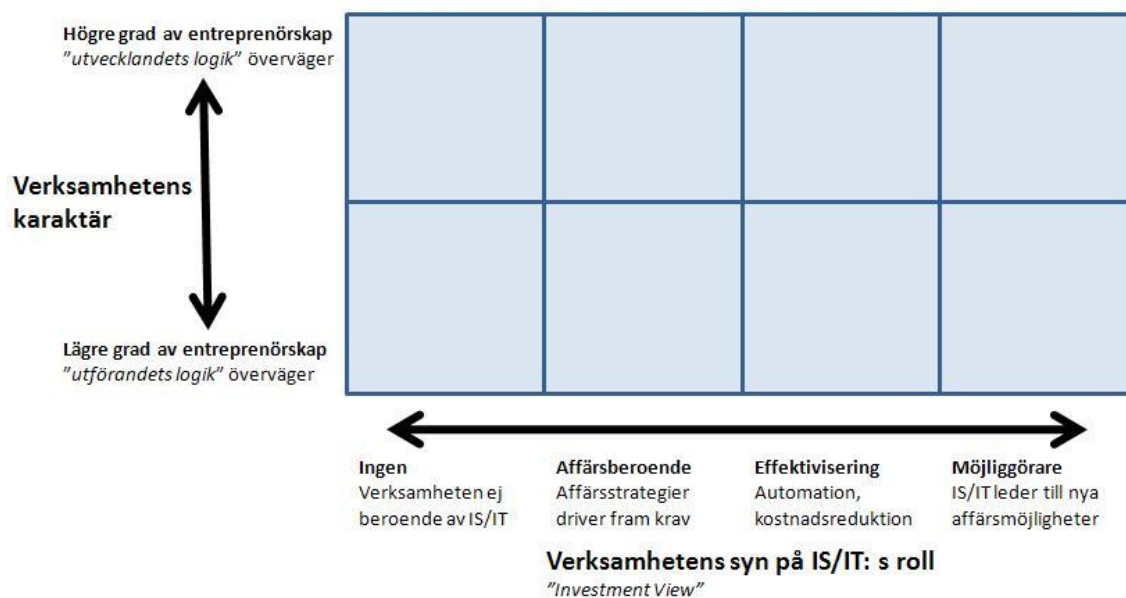 Högre grad av entreprenörskap
”utvecklandets logik” överväger
Verksamhetens
karaktär
Lägre grad av entreprenörskap
”utförandets logik” överväger
Ingen
Verksamheten ej
beroende av IS/IT
Affärsberoende
Affärsstrategier
driver fram krav
Effektivisering
Automation,
kostnadsreduktion
Möjliggörare
IS/IT leder till nya
affärsmöjligheter
Verksamhetens syn på IS/IT: s roll
”Investment View”